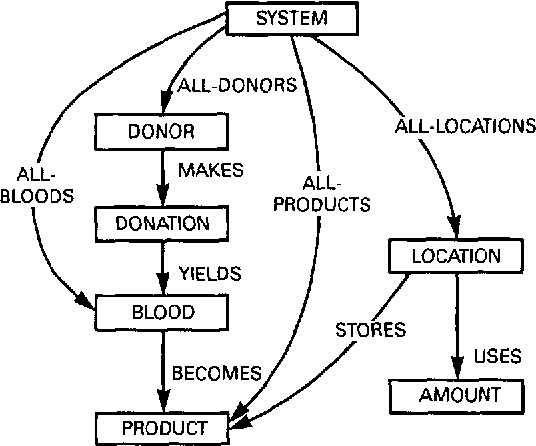 SYSTEM
ALL-DONORS
DONOR
ALL-LOCATIONS
MAKES
ALL-
BLOODS
ALL-
PRODUCTS
DONATION
LOCATION
YIELDS
BLOOD
STORES
USES
BECOMES
AMOUNT
PRODUCT